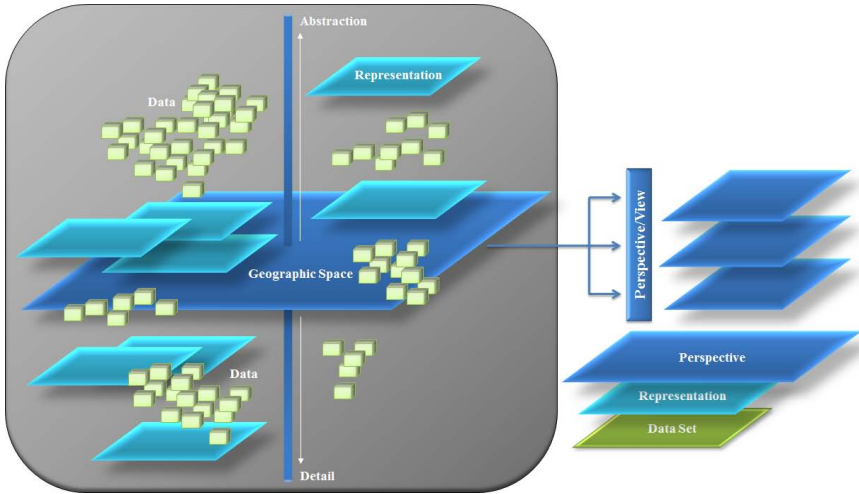 Abstraction
Representation
Data
Geographic Space
Data
Detail
Perspective/View
Perspective
Representation
Data Set